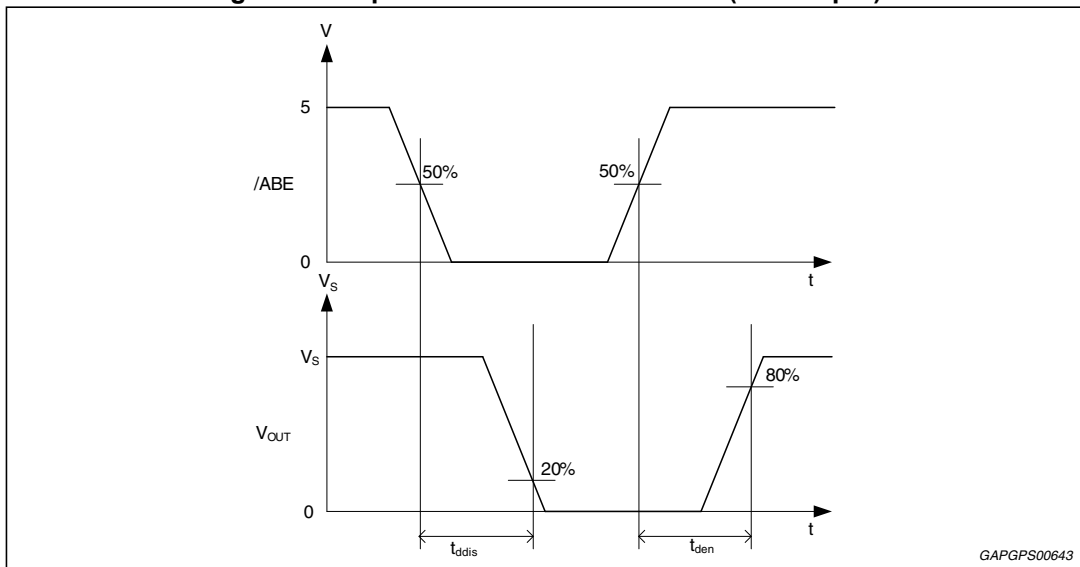 V
5
50%
50%
/ABE
0
t
V_S
V_S
80%
V_OUT
20%
0
t
t_ddis
t_den
GAPGPS00643